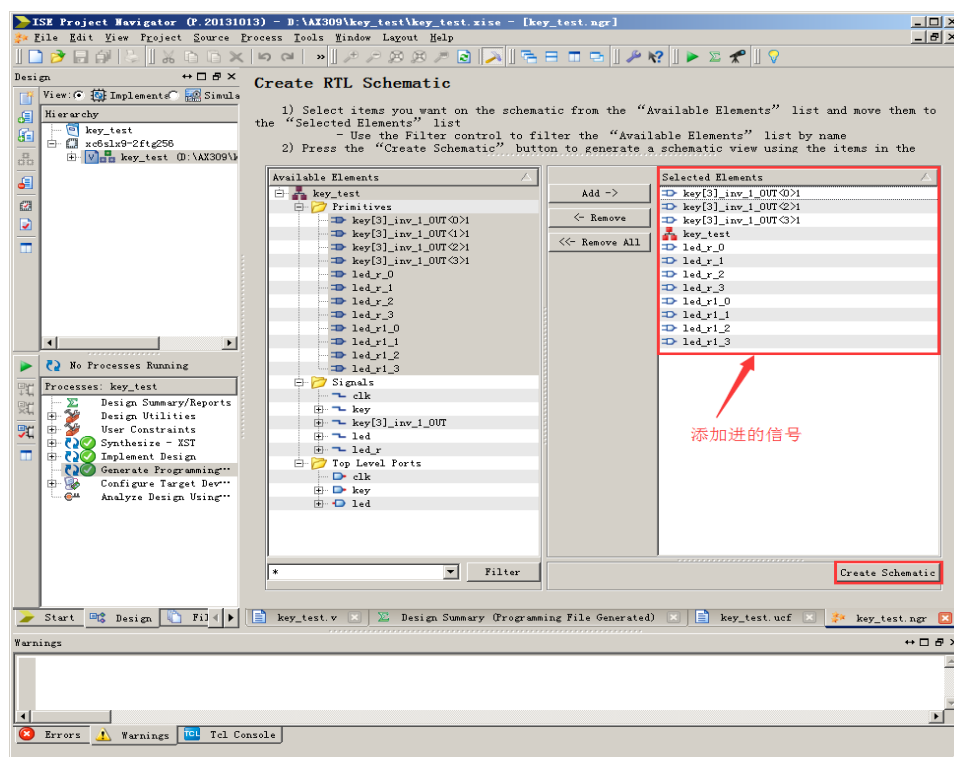 ISE Project Navigator (P.20131013) - D:\AX309\key_test\key_test.xise - [key_test.ngr]
File Edit View Project Source Process Tools Window Layout Help
Design
View: Implementa Simula
Hierarchy
key_test
xc6slx9-2ftg256
key_test (D:\AX309\k
No Processes Running
Processes: key_test
Design Summary/Reports
Design Utilities
User Constraints
Synthesize - XST
Implement Design
Generate Programming...
Configure Target Dev...
Analyze Design Using...
Start Design Fil
Create RTL Schematic
1) Select items you want on the schematic from the "Available Elements" list and move them to
the "Selected Elements" list
- Use the Filter control to filter the "Available Elements" list by name
2) Press the "Create Schematic" button to generate a schematic view using the items in the
Available Elements
key_test
Primitives
key[3]_inv_1_OUT<0>1
key[3]_inv_1_OUT<1>1
key[3]_inv_1_OUT<2>1
key[3]_inv_1_OUT<3>1
led_r_0
led_r_1
led_r_2
led_r_3
led_r1_0
led_r1_1
led_r1_2
led_r1_3
Signals
clk
key
key[3]_inv_1_OUT
led
led_r
Top Level Ports
clk
key
led
* Filter
Add ->
<- Remove
<<- Remove All
Selected Elements
key[3]_inv_1_OUT<0>1
key[3]_inv_1_OUT<2>1
key[3]_inv_1_OUT<3>1
key_test
led_r_0
led_r_1
led_r_2
led_r_3
led_r1_0
led_r1_1
led_r1_2
led_r1_3
添加进的信号
Create Schematic
key_test.v Design Summary (Programming File Generated) key_test.ucf key_test.ngr
Warnings
Errors Warnings Tcl Console